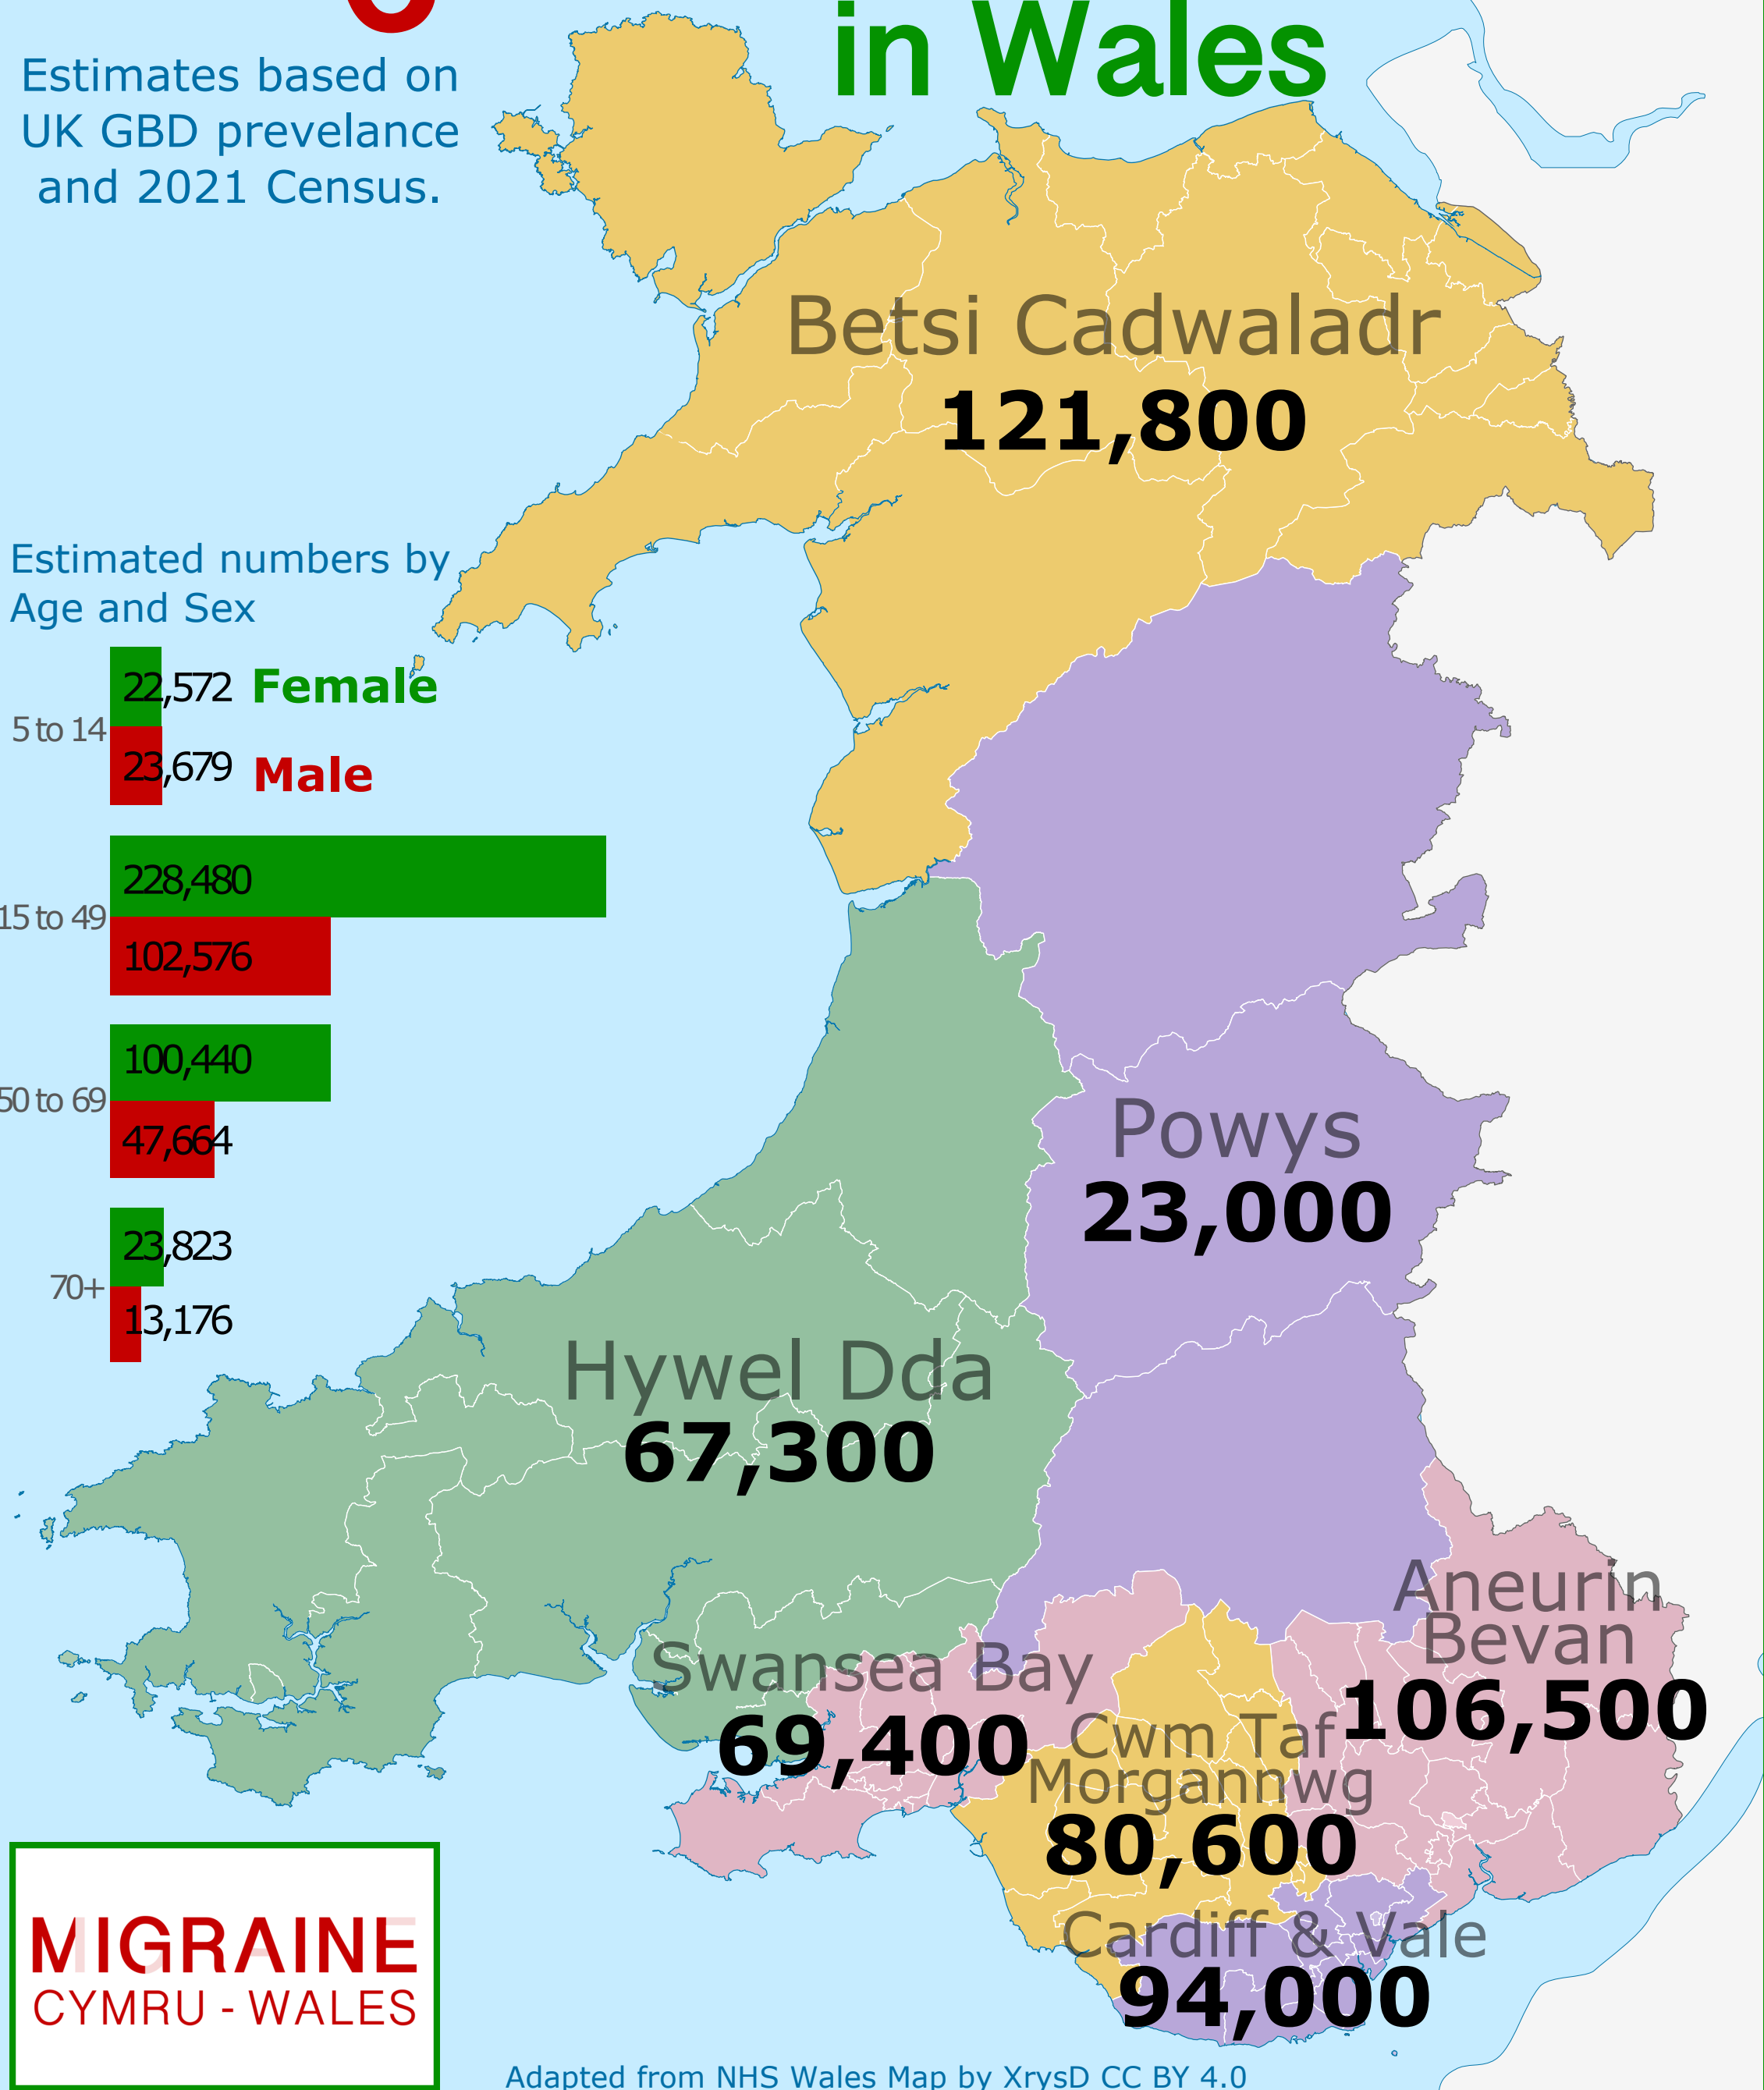 in Wales
Estimates based on
UK GBD prevelance
and 2021 Census.
Betsi Cadwaladr
121,800
Estimated numbers by
Age and Sex
22,572 Female
5 to 14
23,679 Male
228,480
15 to 49
102,576
100,440
50 to 69
47,664
23,823
70+
13,176
Powys
23,000
Hywel Dda
67,300
Aneurin
Bevan
106,500
Swansea Bay
69,400
Cwm Taf
Morgannwg
80,600
Cardiff & Vale
94,000
MIGRAINE
CYMRU - WALES
Adapted from NHS Wales Map by XrysD CC BY 4.0